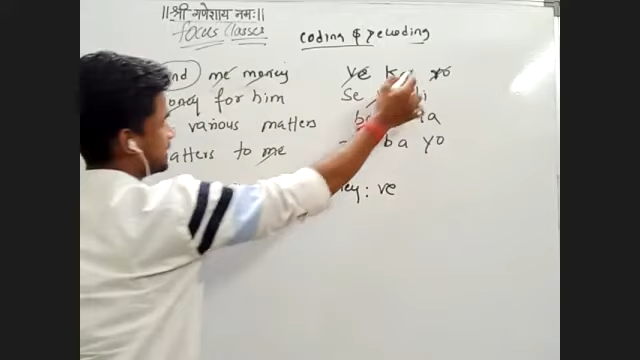 ||श्री गणेशाय नमः||
focus Classes
coding & Decoding
nd me money ye
oney for him se
various matters
atters to me ba yo
ey : ve